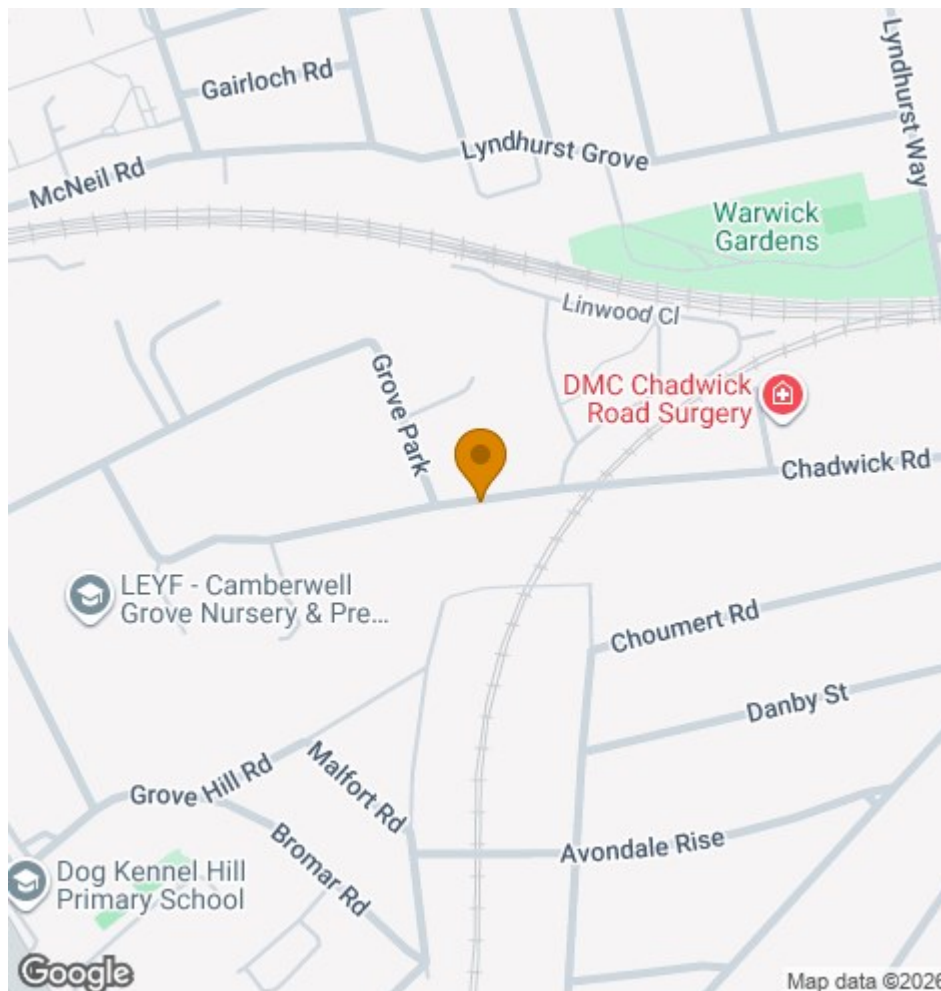 Gairloch Rd
Lyndhurst Way
Lyndhurst Grove
McNeil Rd
Warwick
Gardens
Linwood Cl
Grove Park
DMC Chadwick
Road Surgery
Chadwick Rd
LEYF - Camberwell
Grove Nursery & Pre...
Choumert Rd
Danby St
Grove Hill Rd
Malfort Rd
Bromar Rd
Avondale Rise
Dog Kennel Hill
Primary School
Google
Map data ©2026